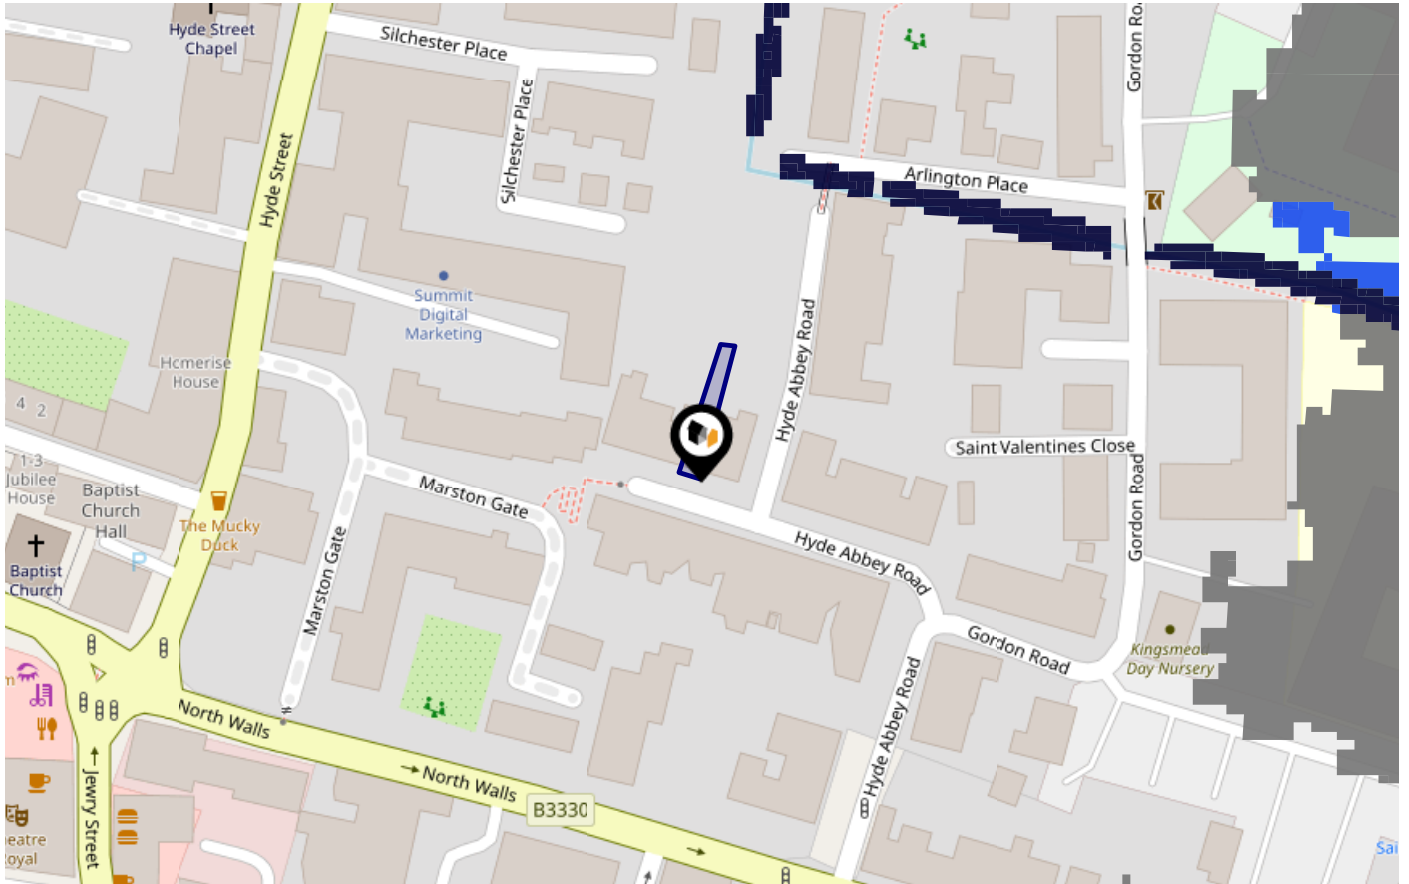 Hyde Street
Chapel
Silchester Place
Silchester Place
Hyde Street
Gordon Ro
Arlington Place
Summit
Digital
Marketing
Hcmerise
House
4 2
1-3
Jubilee
House
Baptist
Church
Hall
P
The Mucky
Duck
Baptist
Church
Marston Gate
Marston Gate
Hyde Abbey Road
Hyde Abbey Road
Hyde Abbey Road
Saint Valentines Close
Gordon Road
Gordon Road
Kingsmead
Day Nursery
North Walls
North Walls
B3330
Jewry Street
eatre
oyal
m
Sai